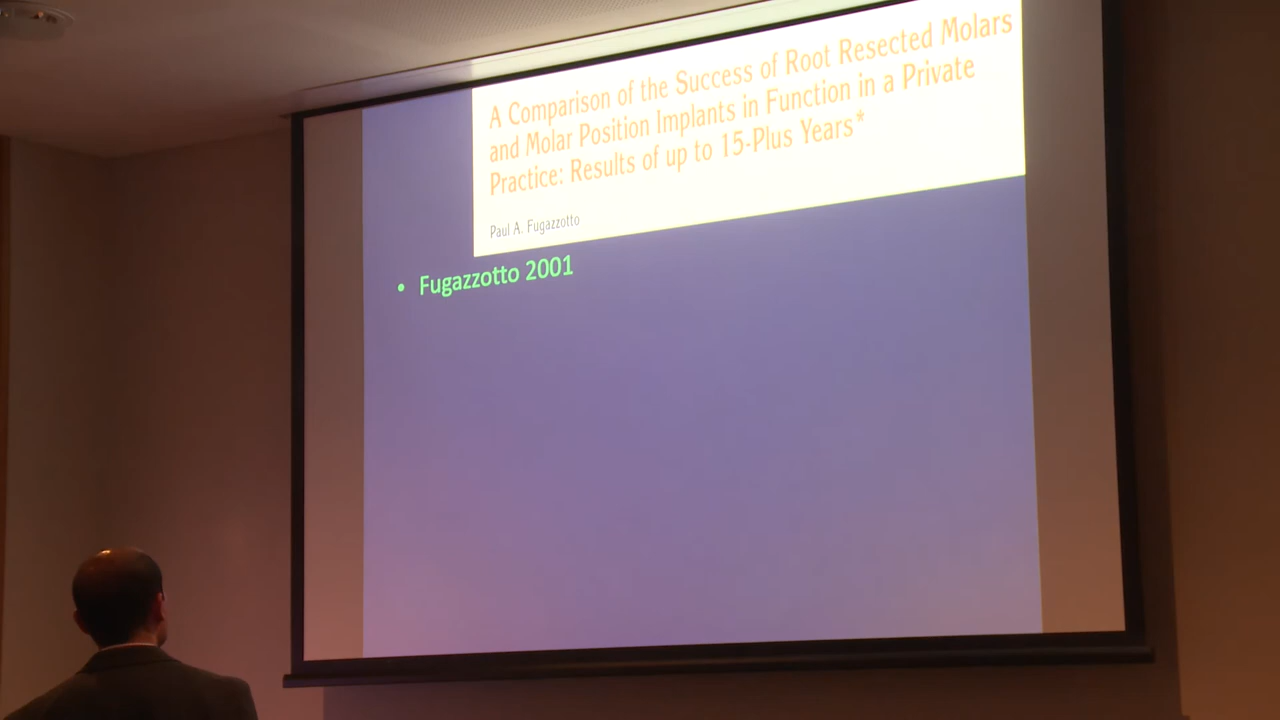 A Comparison of the Success of Root Resected Molars
and Molar Position Implants in Function in a Private
Practice: Results of up to 15-Plus Years*
Paul A. Fugazzotto
• Fugazzotto 2001